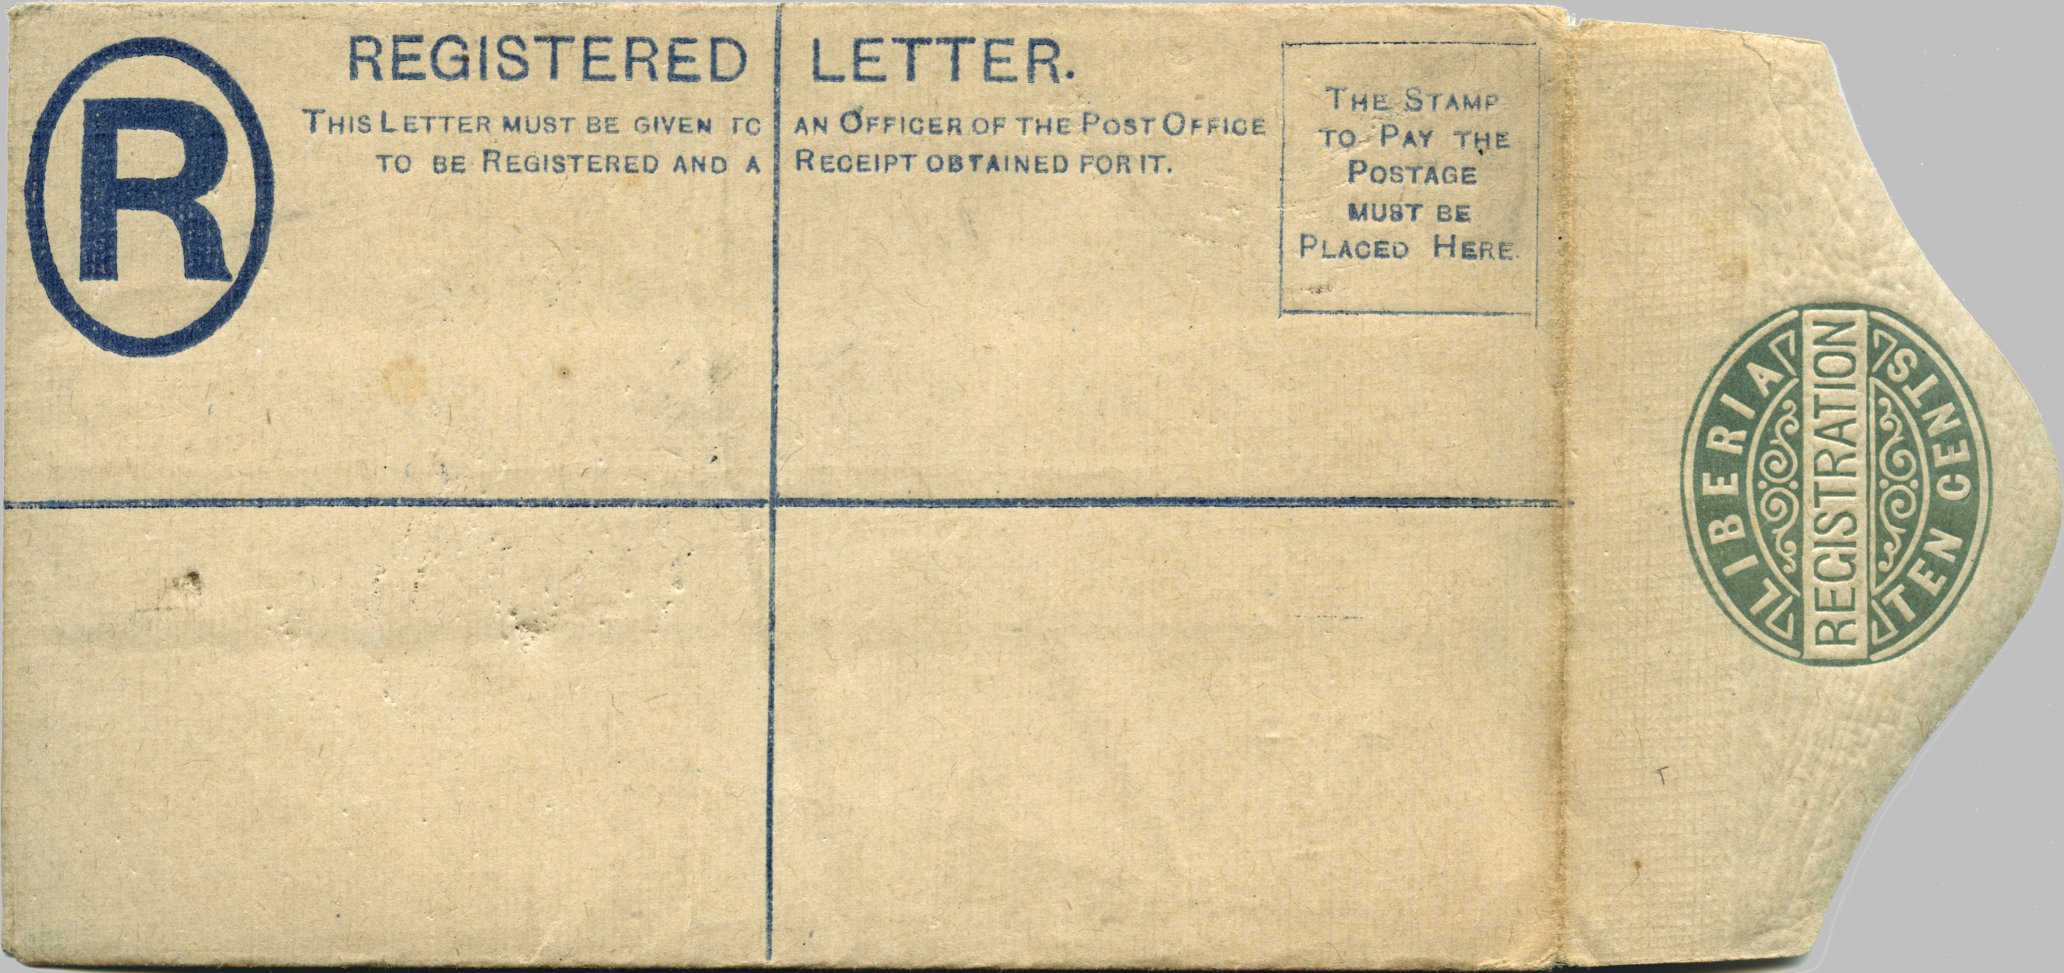 R
REGISTERED LETTER.
THIS LETTER MUST BE GIVEN TO AN OFFICER OF THE POST OFFICE
TO BE REGISTERED AND A RECEIPT OBTAINED FOR IT.
THE STAMP
TO PAY THE
POSTAGE
MUST BE
PLACED HERE.
LIBERIA
REGISTRATION
TEN CENTS